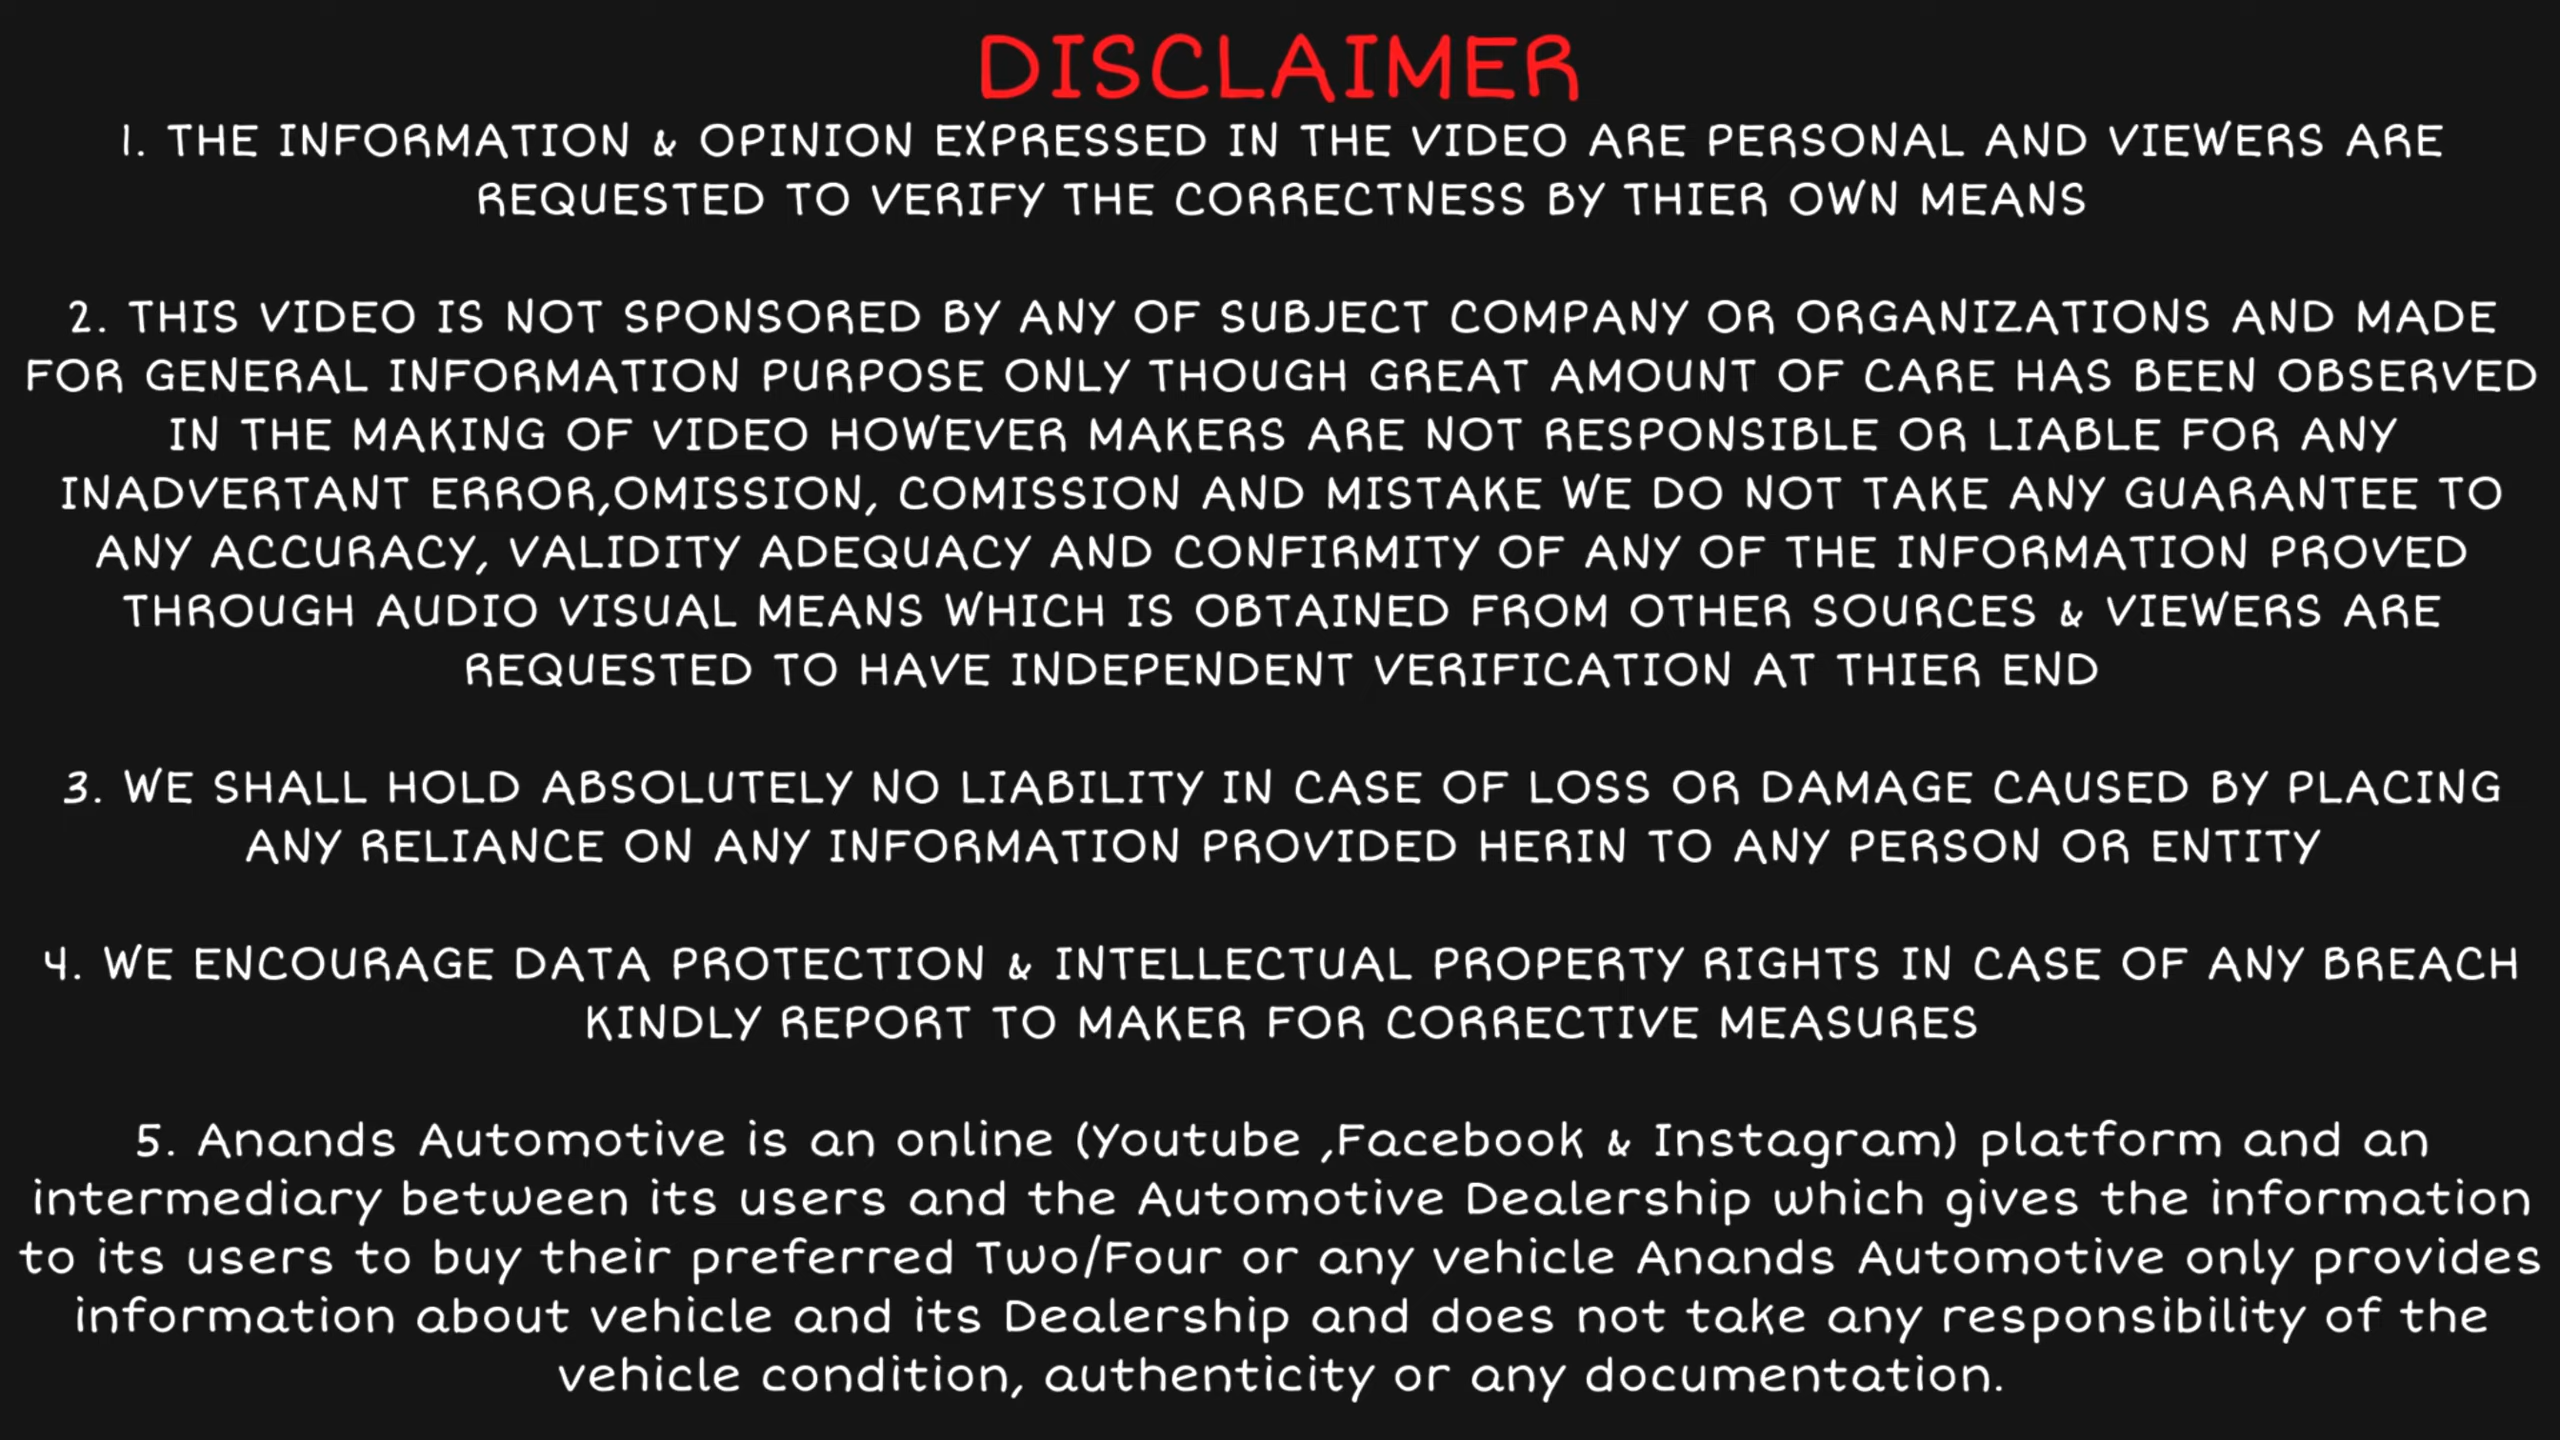 DISCLAIMER
1. THE INFORMATION & OPINION EXPRESSED IN THE VIDEO ARE PERSONAL AND VIEWERS ARE
REQUESTED TO VERIFY THE CORRECTNESS BY THIER OWN MEANS
2. THIS VIDEO IS NOT SPONSORED BY ANY OF SUBJECT COMPANY OR ORGANIZATIONS AND MADE
FOR GENERAL INFORMATION PURPOSE ONLY THOUGH GREAT AMOUNT OF CARE HAS BEEN OBSERVED
IN THE MAKING OF VIDEO HOWEVER MAKERS ARE NOT RESPONSIBLE OR LIABLE FOR ANY
INADVERTANT ERROR,OMISSION, COMISSION AND MISTAKE WE DO NOT TAKE ANY GUARANTEE TO
ANY ACCURACY, VALIDITY ADEQUACY AND CONFIRMITY OF ANY OF THE INFORMATION PROVED
THROUGH AUDIO VISUAL MEANS WHICH IS OBTAINED FROM OTHER SOURCES & VIEWERS ARE
REQUESTED TO HAVE INDEPENDENT VERIFICATION AT THIER END
3. WE SHALL HOLD ABSOLUTELY NO LIABILITY IN CASE OF LOSS OR DAMAGE CAUSED BY PLACING
ANY RELIANCE ON ANY INFORMATION PROVIDED HERIN TO ANY PERSON OR ENTITY
4. WE ENCOURAGE DATA PROTECTION & INTELLECTUAL PROPERTY RIGHTS IN CASE OF ANY BREACH
KINDLY REPORT TO MAKER FOR CORRECTIVE MEASURES
5. Anands Automotive is an online (Youtube ,Facebook & Instagram) platform and an
intermediary between its users and the Automotive Dealership which gives the information
to its users to buy their preferred Two/Four or any vehicle Anands Automotive only provides
information about vehicle and its Dealership and does not take any responsibility of the
vehicle condition, authenticity or any documentation.